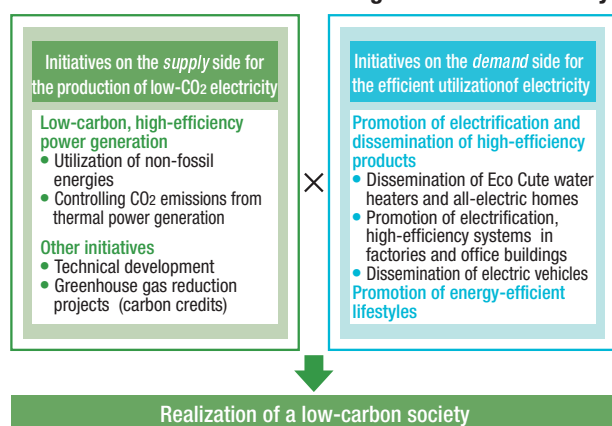 Initiatives on the supply side for
the production of low-CO2 electricity
Low-carbon, high-efficiency
power generation
• Utilization of non-fossil
energies
• Controlling CO2 emissions from
thermal power generation
Other initiatives
• Technical development
• Greenhouse gas reduction
projects (carbon credits)
×
Initiatives on the demand side for
the efficient utilizationof electricity
Promotion of electrification and
dissemination of high-efficiency
products
• Dissemination of Eco Cute water
heaters and all-electric homes
• Promotion of electrification,
high-efficiency systems in
factories and office buildings
• Dissemination of electric vehicles
Promotion of energy-efficient
lifestyles
Realization of a low-carbon society